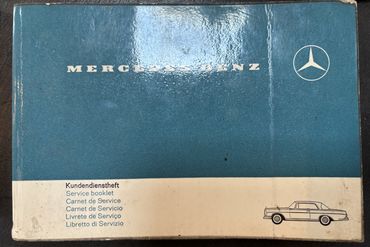 MERCEDES-BENZ
Kundendienstheft
Service booklet
Carnet de Service
Carnet de Servicio
Livrete de Serviço
Libretto di Servizio